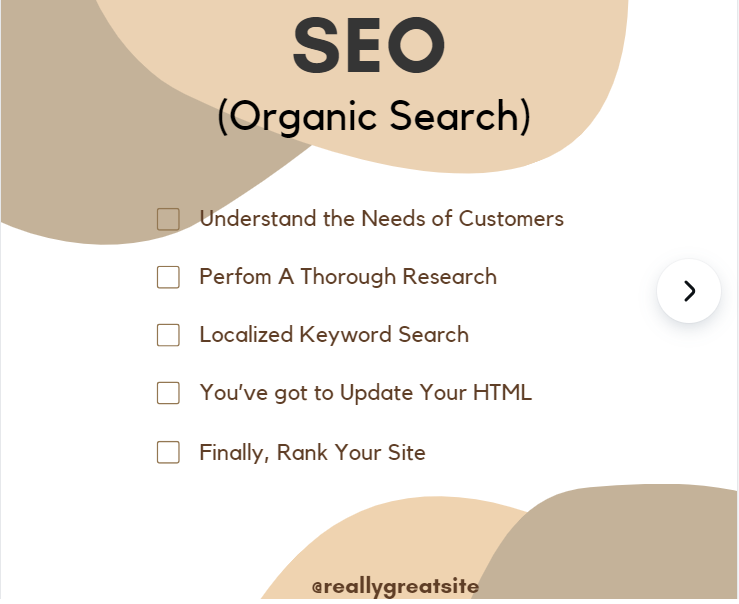 SEO
(Organic Search)
Understand the Needs of Customers
Perfom A Thorough Research
Localized Keyword Search
You've got to Update Your HTML
Finally, Rank Your Site
@reallygreatsite